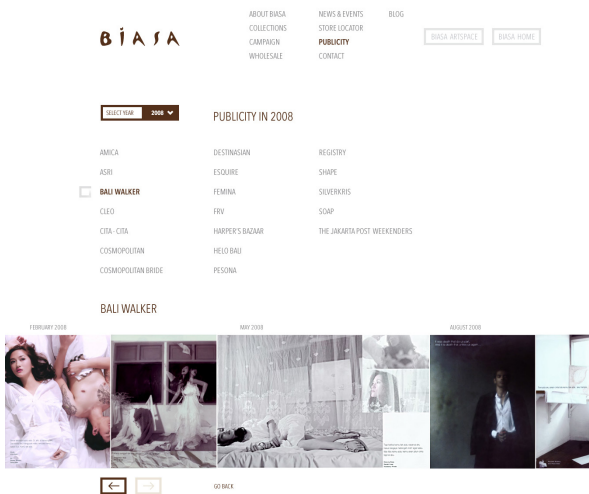 BIASA
ABOUT BIASA
COLLECTIONS
CAMPAIGN
WHOLESALE
NEWS & EVENTS
STORE LOCATOR
PUBLICITY
CONTACT
BLOG
BIASA ARTSPACE
BIASA HOME
SELECT YEAR 2008
PUBLICITY IN 2008
AMICA
ASRI
BALI WALKER
CLEO
CITA - CITA
COSMOPOLITAN
COSMOPOLITAN BRIDE
DESTINASIAN
ESQUIRE
FEMINA
FRV
HARPER'S BAZAAR
HELO BALI
PESONA
REGISTRY
SHAPE
SILVERKRIS
SOAP
THE JAKARTA POST WEEKENDERS
BALI WALKER
FEBRUARY 2008
MAY 2008
AUGUST 2008
GO BACK